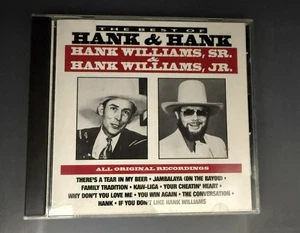 THE BEST OF
HANK & HANK
HANK WILLIAMS, SR.
&
HANK WILLIAMS, JR.
ALL ORIGINAL RECORDINGS
THERE'S A TEAR IN MY BEER • JAMBALAYA (ON THE BAYOU) •
FAMILY TRADITION • KAW-LIGA • YOUR CHEATIN' HEART •
WHY DON'T YOU LOVE ME • YOU WIN AGAIN • THE CONVERSATION •
HANK • IF YOU DON'T LIKE HANK WILLIAMS